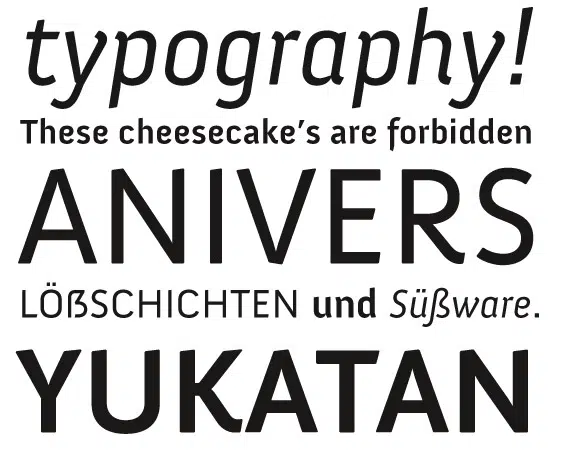 typography!
These cheesecake’s are forbidden
ANIVERS
LÖßSCHICHTEN und Süßware.
YUKATAN